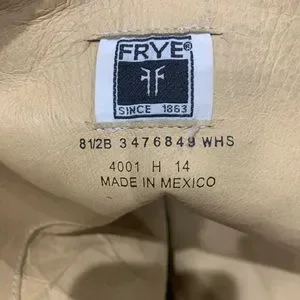 FRYE®
SINCE 1863
81/2B 3476849 WHS
4001 H 14
MADE IN MEXICO